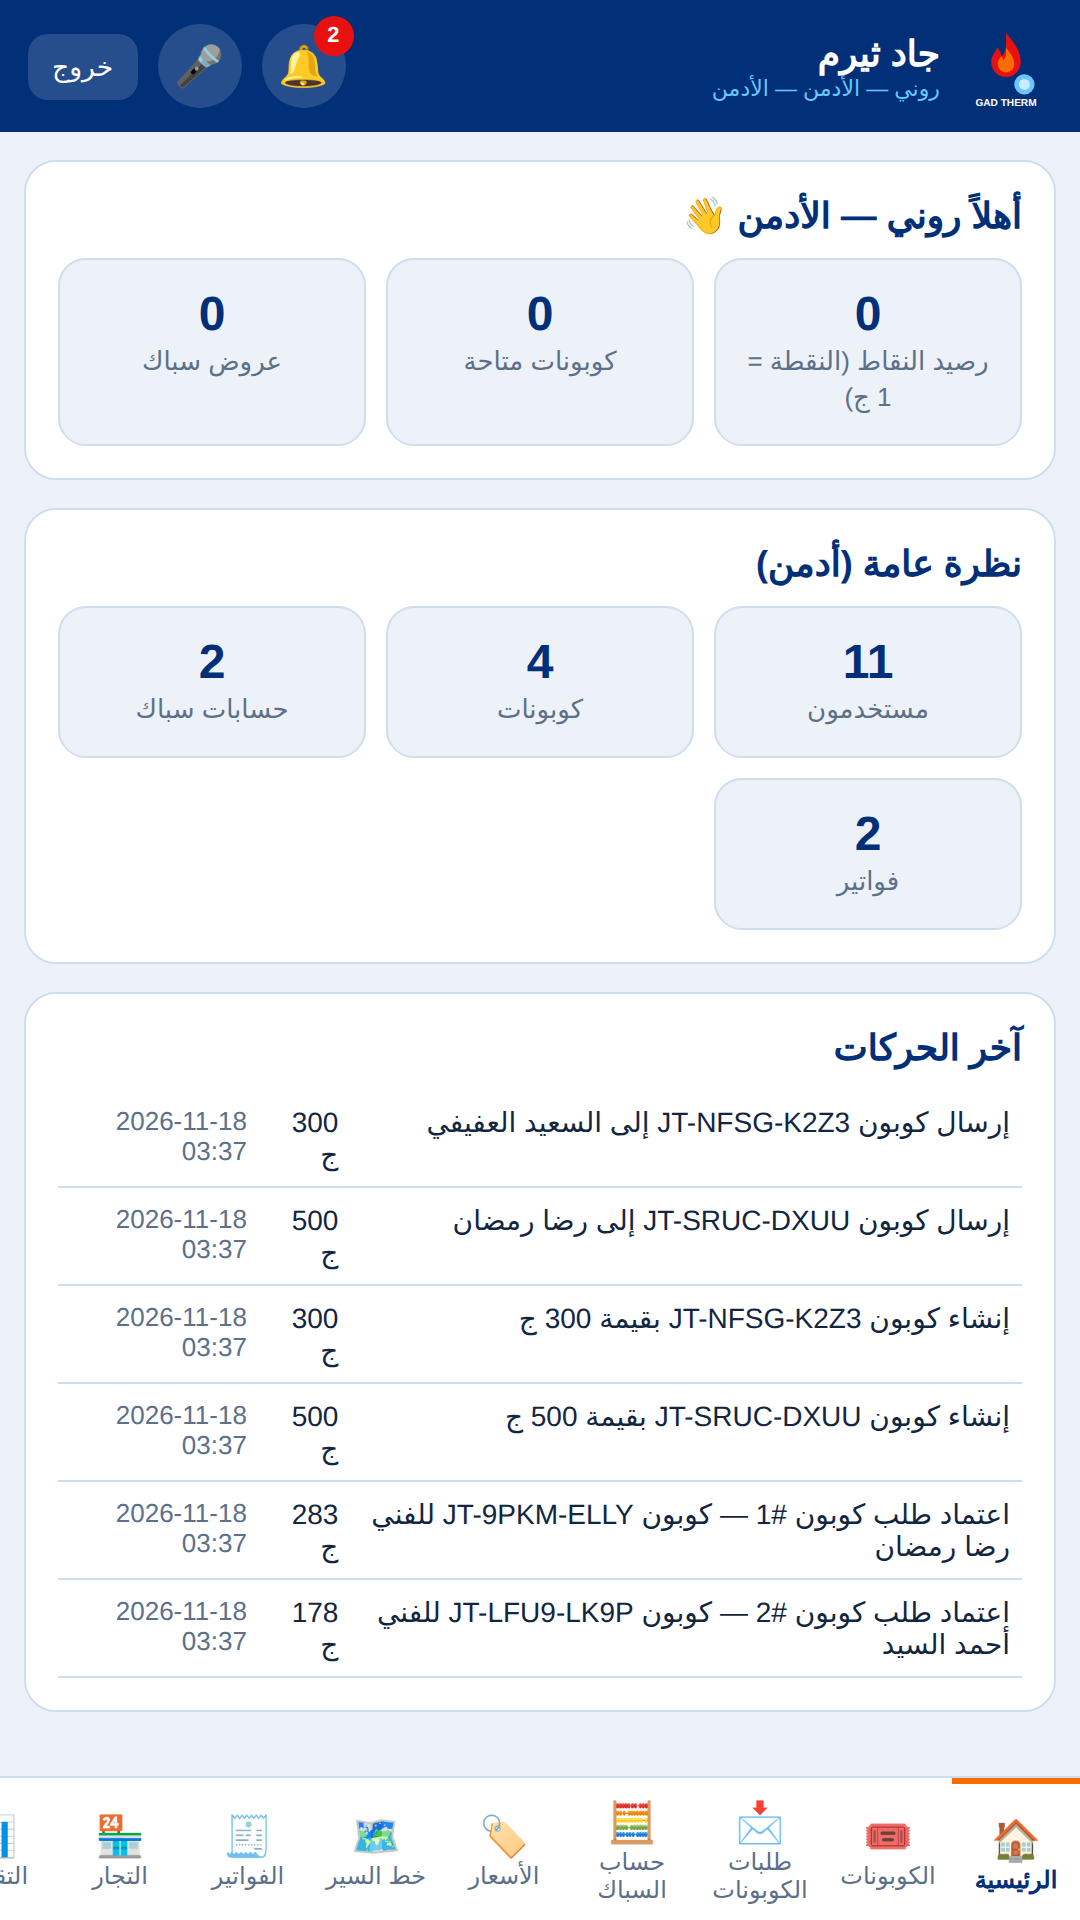 GAD THERM
جاد ثيرم
روني — الأدمن — الأدمن
2
خروج
أهلاً روني — الأدمن 👋
0
رصيد النقاط (النقطة =
1 ج)
0
كوبونات متاحة
0
عروض سباك
نظرة عامة (أدمن)
11
مستخدمون
4
كوبونات
2
حسابات سباك
2
فواتير
آخر الحركات
إرسال كوبون JT-NFSG-K2Z3 إلى السعيد العفيفي
300
ج
2026-11-18
03:37
إرسال كوبون JT-SRUC-DXUU إلى رضا رمضان
500
ج
2026-11-18
03:37
إنشاء كوبون JT-NFSG-K2Z3 بقيمة 300 ج
300
ج
2026-11-18
03:37
إنشاء كوبون JT-SRUC-DXUU بقيمة 500 ج
500
ج
2026-11-18
03:37
اعتماد طلب كوبون #1 — كوبون JT-9PKM-ELLY للفني
رضا رمضان
283
ج
2026-11-18
03:37
اعتماد طلب كوبون #2 — كوبون JT-LFU9-LK9P للفني
أحمد السيد
178
ج
2026-11-18
03:37
الرئيسية
الكوبونات
طلبات
الكوبونات
حساب
السباك
الأسعار
خط السير
الفواتير
24
التجار